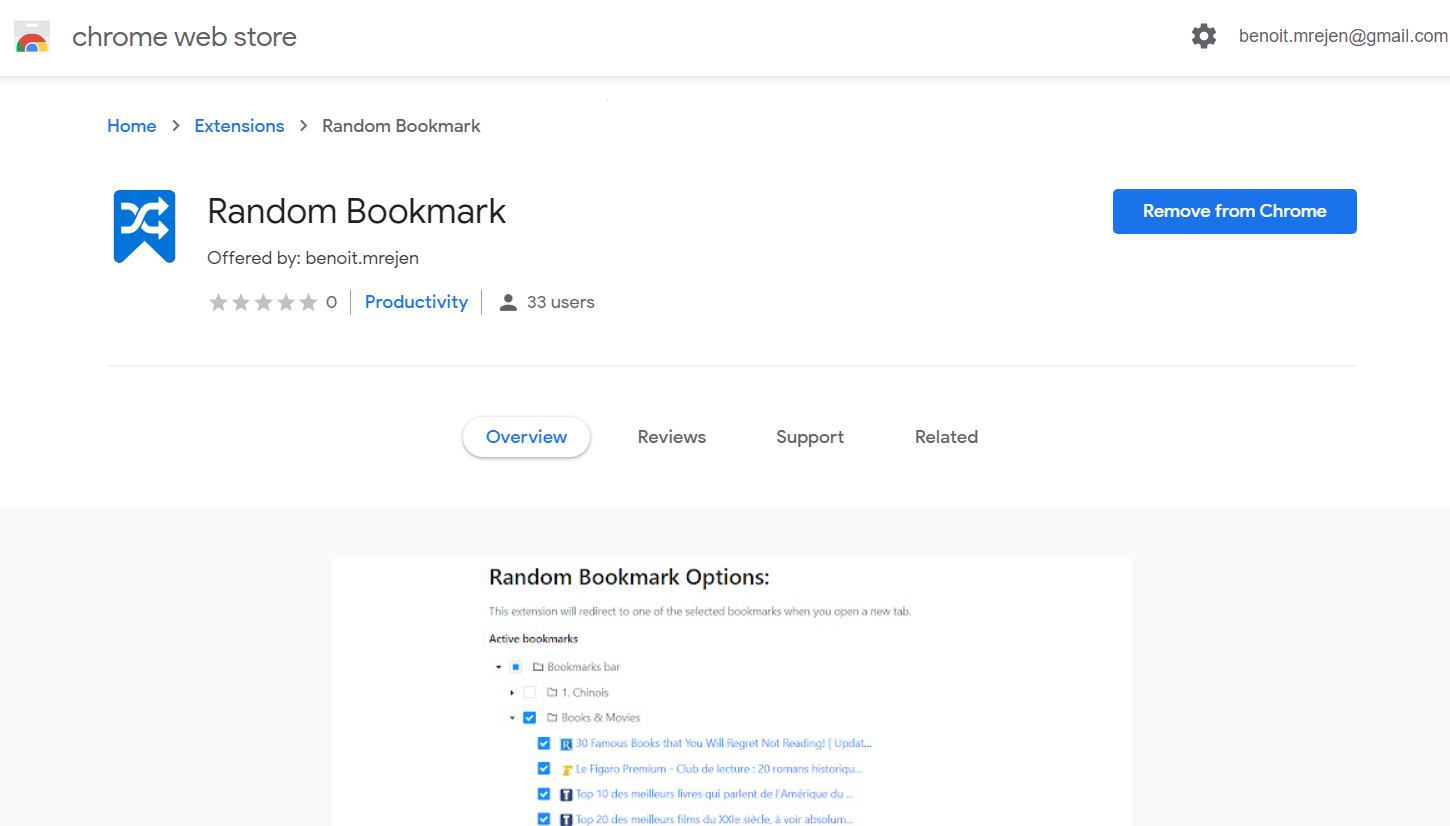 chrome web store
benoit.mrejen@gmail.com
Home > Extensions > Random Bookmark
Random Bookmark
Remove from Chrome
Offered by: benoit.mrejen
0 Productivity 33 users
Overview Reviews Support Related
Random Bookmark Options:
This extension will redirect to one of the selected bookmarks when you open a new tab.
Active bookmarks
Bookmarks bar
1. Chinois
Books & Movies
R 30 Famous Books that You Will Regret Not Reading! [ Updat...
Le Figaro Premium - Club de lecture : 20 romans historiqu...
T Top 10 des meilleurs livres qui parlent de l'Amérique du ...
T Top 20 des meilleurs films du XXIe siècle, à voir absolum...